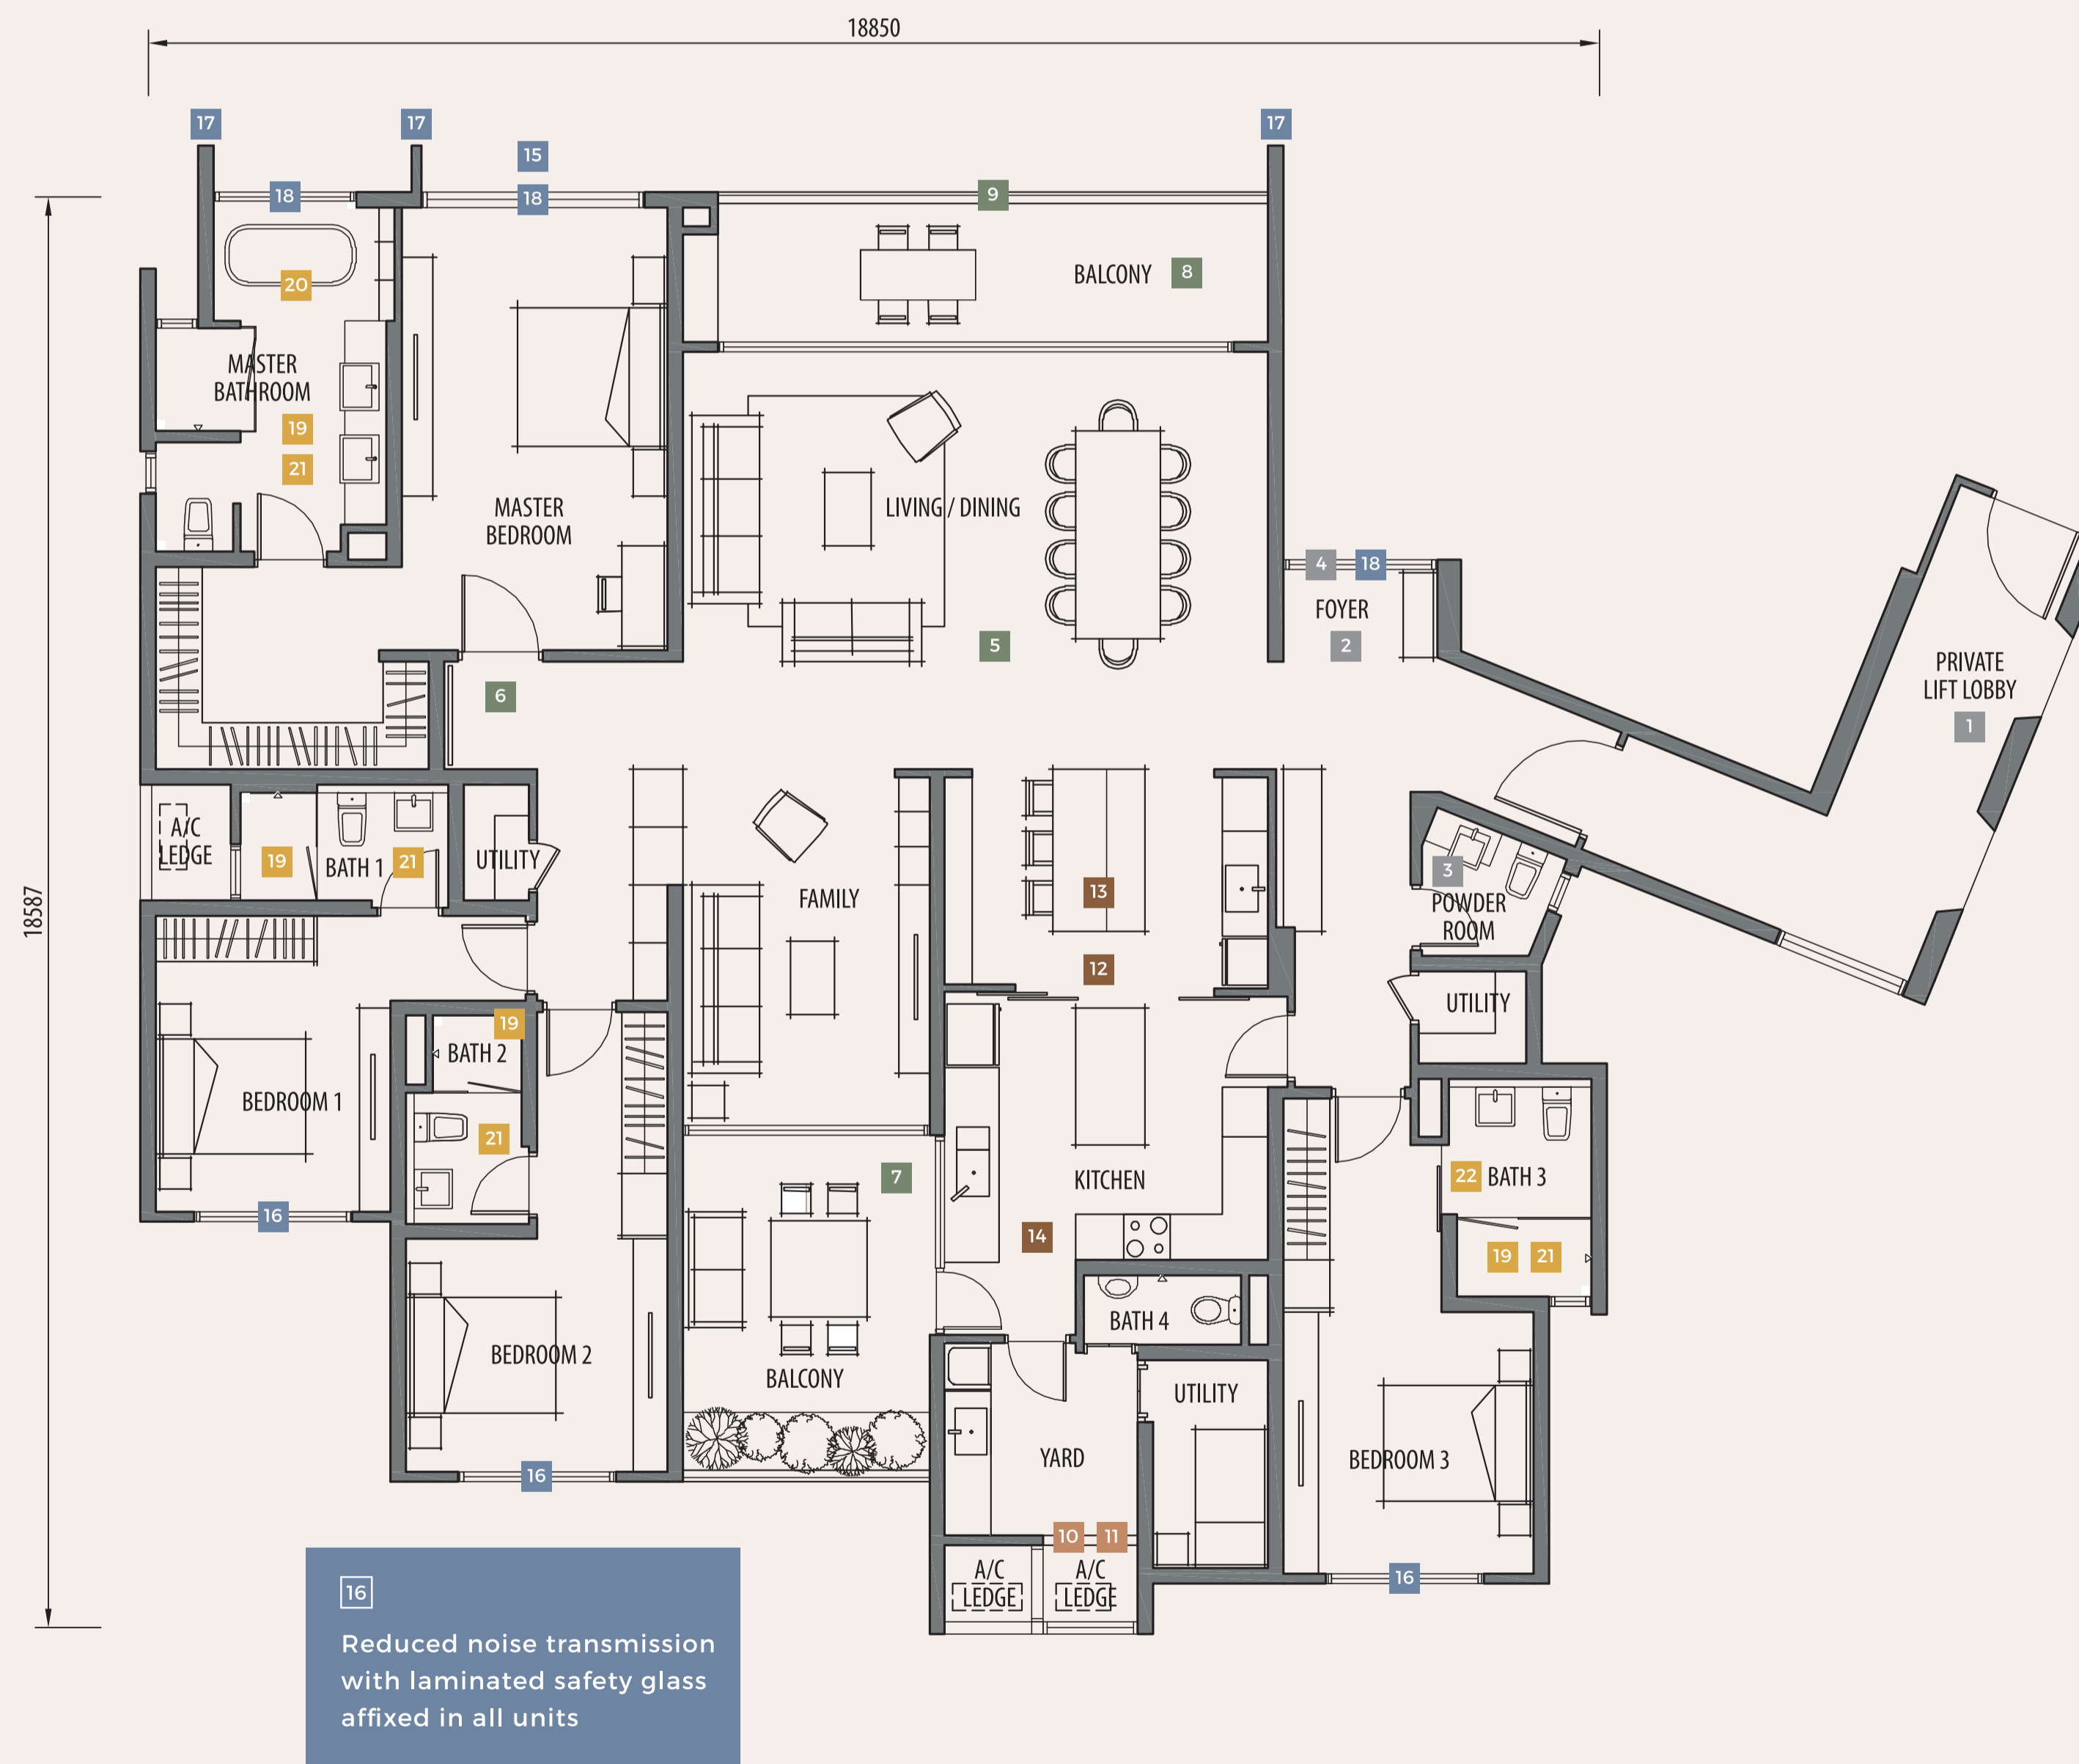 18850
17
17
17
15
18
18
9
BALCONY
8
20
MASTER
BATHROOM
19
21
MASTER
BEDROOM
LIVING / DINING
4
18
FOYER
2
5
6
PRIVATE
LIFT LOBBY
1
18587
A/C
LEDGE
19
BATH 1
21
UTILITY
FAMILY
13
12
3
POWDER
ROOM
UTILITY
19
BATH 2
BEDROOM 1
21
7
KITCHEN
22
BATH 3
16
14
19
21
BATH 4
BEDROOM 2
BALCONY
UTILITY
YARD
BEDROOM 3
16
10
11
A/C
LEDGE
A/C
LEDGE
16
16
Reduced noise transmission
with laminated safety glass
affixed in all units